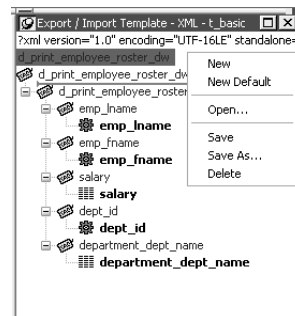 Export / Import Template - XML - t_basic
?xml version="1.0" encoding="UTF-16LE" standalone=
d_print_employee_roster_dw
d_print_employee_roster_dw
d_print_employee_roster
emp_lname
emp_lname
emp_fname
emp_fname
salary
salary
dept_id
dept_id
department_dept_name
department_dept_name
New
New Default
Open...
Save
Save As...
Delete